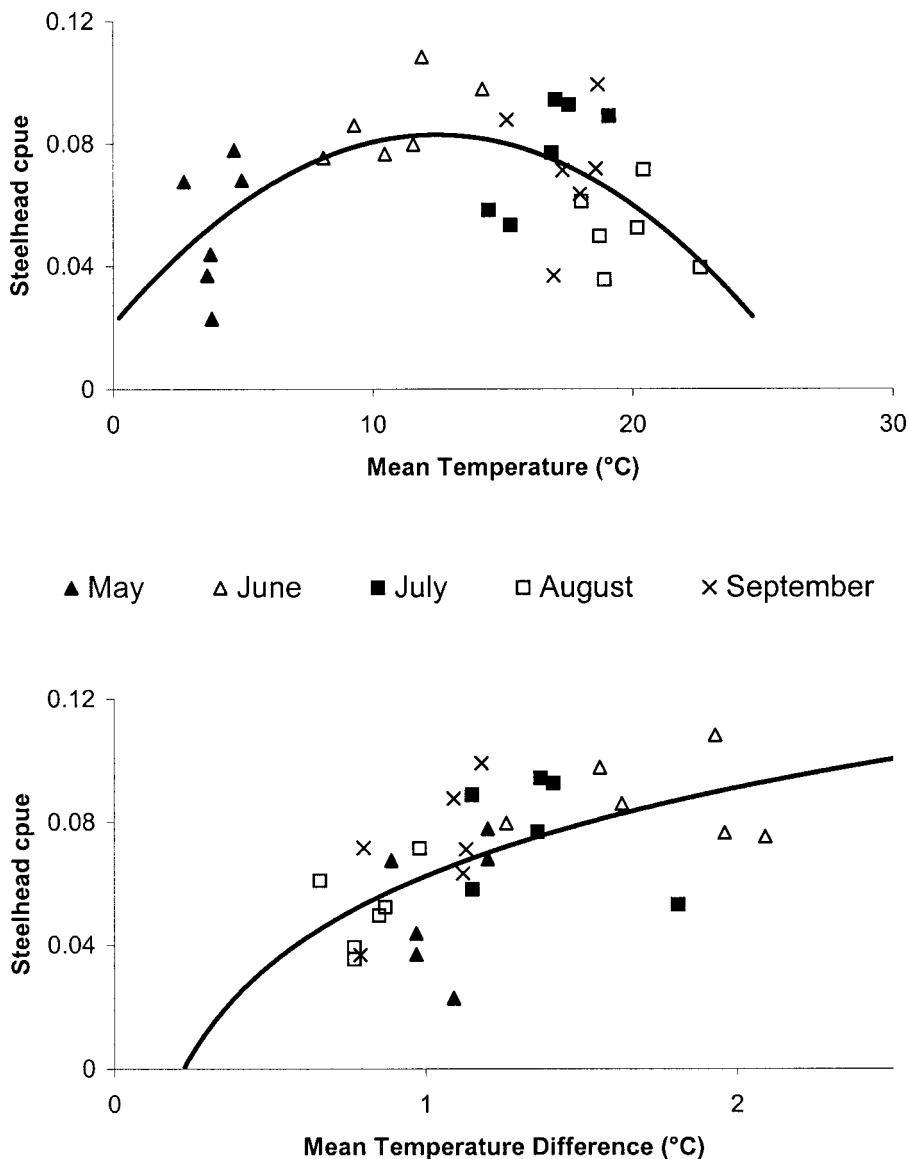 0.12
0.08
0.04
0
Steelhead cpue
0 10 20 30
Mean Temperature (°C)
▲ May △ June ■ July □ August × September
0.12
0.08
0.04
0
Steelhead cpue
0 1 2
Mean Temperature Difference (°C)